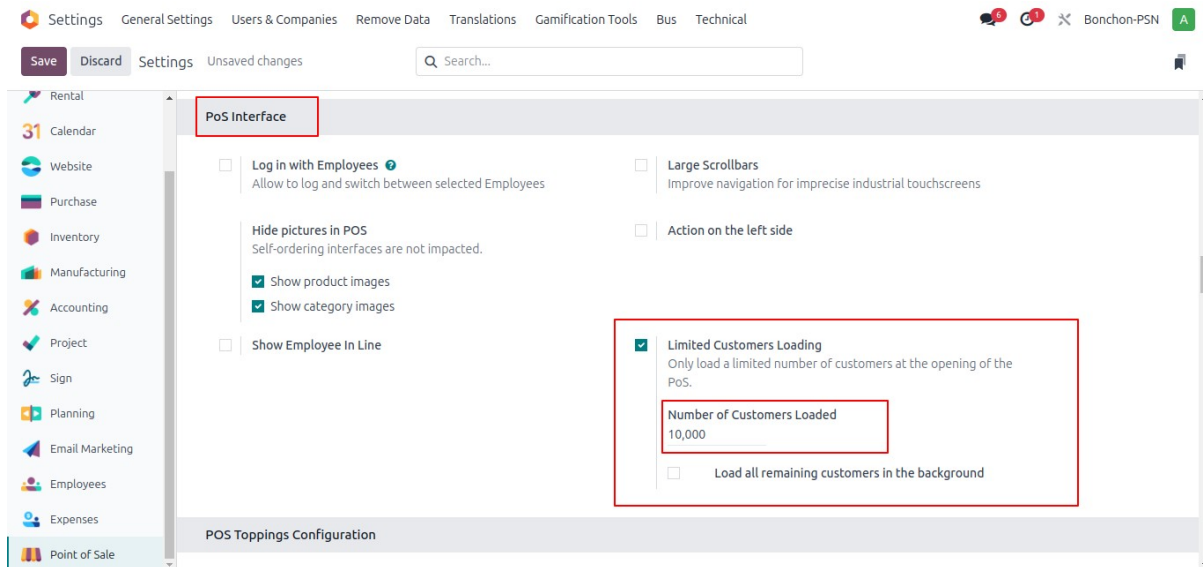 Settings General Settings Users & Companies Remove Data Translations Gamification Tools Bus Technical 6 1 Bonchon-PSN A
Save Discard Settings Unsaved changes Search...
Rental
31 Calendar
Website
Purchase
Inventory
Manufacturing
Accounting
Project
Sign
Planning
Email Marketing
Employees
Expenses
Point of Sale
PoS Interface
Log in with Employees ?
Allow to log and switch between selected Employees
Large Scrollbars
Improve navigation for imprecise industrial touchscreens
Hide pictures in POS
Self-ordering interfaces are not impacted.
Show product images
Show category images
Action on the left side
Show Employee In Line
Limited Customers Loading
Only load a limited number of customers at the opening of the
PoS.
Number of Customers Loaded
10,000
Load all remaining customers in the background
POS Toppings Configuration